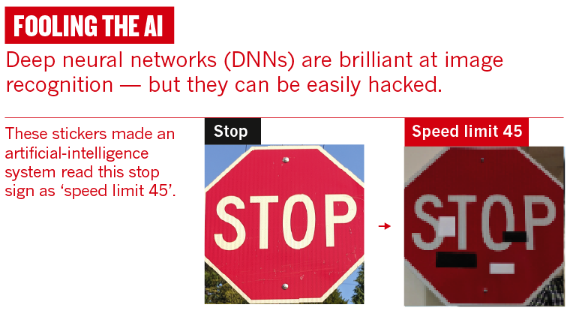 FOOLING THE AI
Deep neural networks (DNNs) are brilliant at image
recognition — but they can be easily hacked.
These stickers made an
artificial-intelligence
system read this stop
sign as ‘speed limit 45’.
Stop
STOP
Speed limit 45
STOP